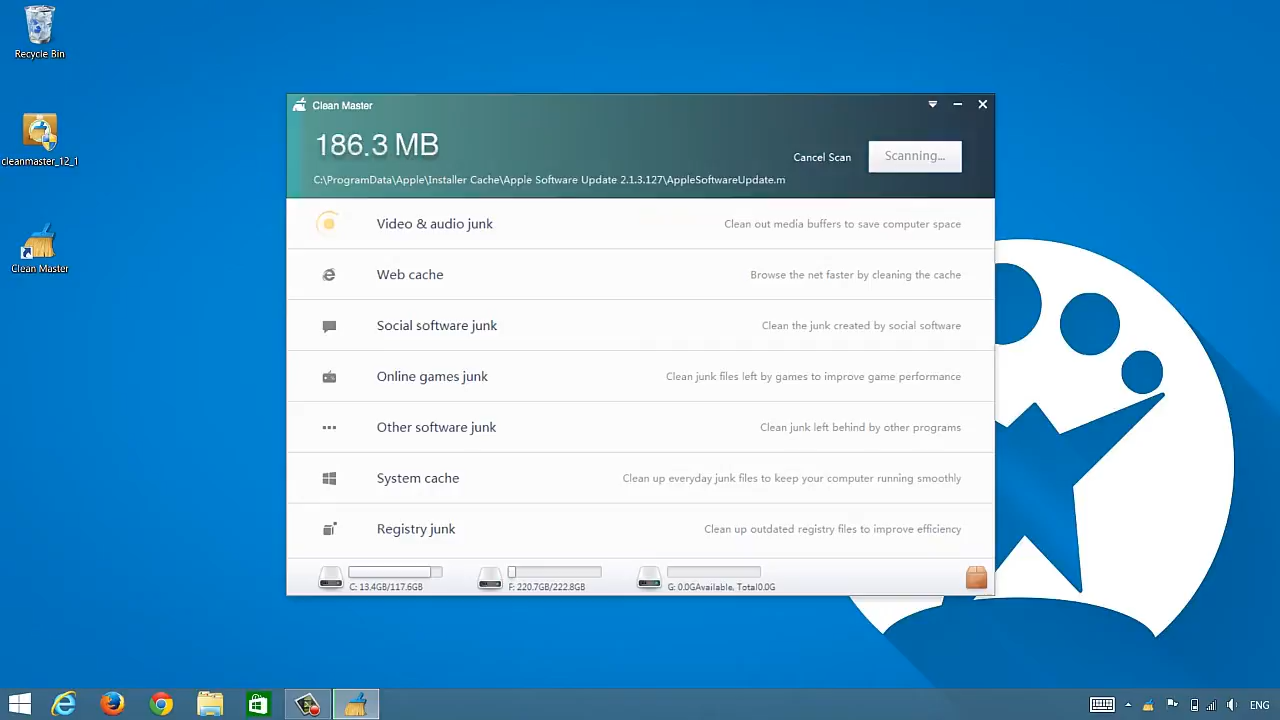 Recycle Bin
cleanmaster_12_1
Clean Master
Clean Master
186.3 MB
Cancel Scan
Scanning...
C:\ProgramData\Apple\Installer Cache\Apple Software Update 2.1.3.127\AppleSoftwareUpdate.m
Video & audio junk
Clean out media buffers to save computer space
Web cache
Browse the net faster by cleaning the cache
Social software junk
Clean the junk created by social software
Online games junk
Clean junk files left by games to improve game performance
Other software junk
Clean junk left behind by other programs
System cache
Clean up everyday junk files to keep your computer running smoothly
Registry junk
Clean up outdated registry files to improve efficiency
C: 13.4GB/117.6GB
F: 220.7GB/222.8GB
G: 0.0GAvailable, Total0.0G
ENG